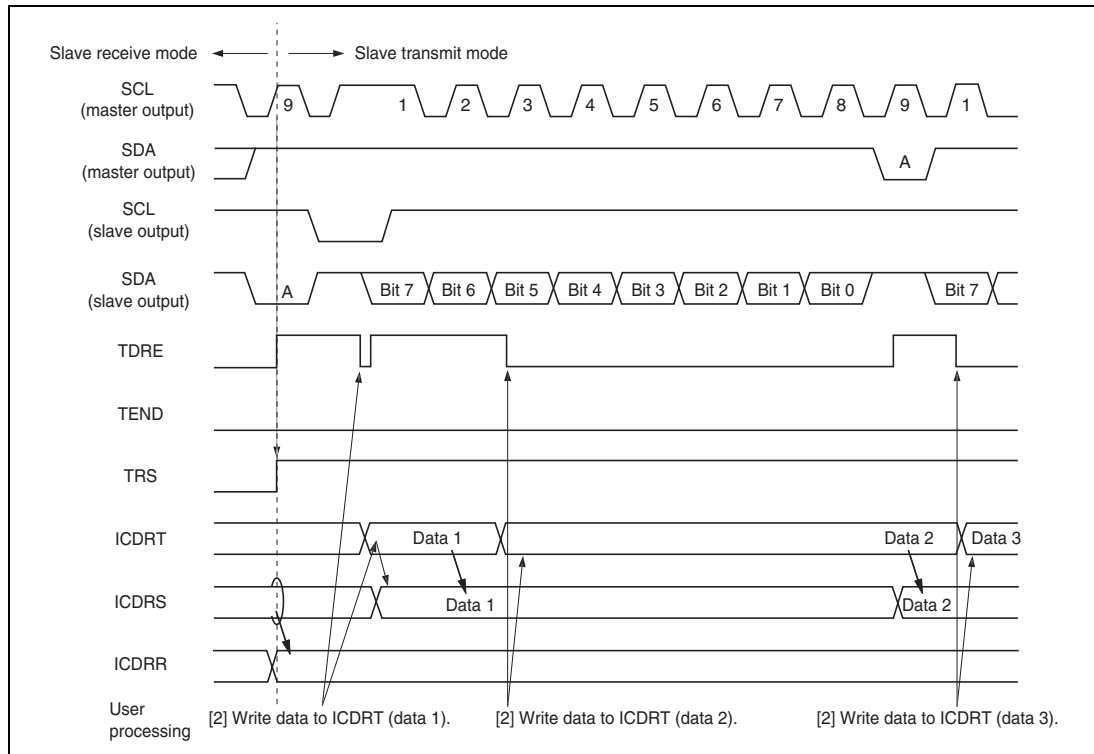 Slave receive mode Slave transmit mode
SCL
(master output)
9 1 2 3 4 5 6 7 8 9 1
SDA
(master output)
A
SCL
(slave output)
SDA
(slave output)
A Bit 7 Bit 6 Bit 5 Bit 4 Bit 3 Bit 2 Bit 1 Bit 0 Bit 7
TDRE
TEND
TRS
ICDRT
Data 1 Data 2 Data 3
ICDRS
Data 1 Data 2
ICDRR
User
processing
[2] Write data to ICDRT (data 1). [2] Write data to ICDRT (data 2). [2] Write data to ICDRT (data 3).